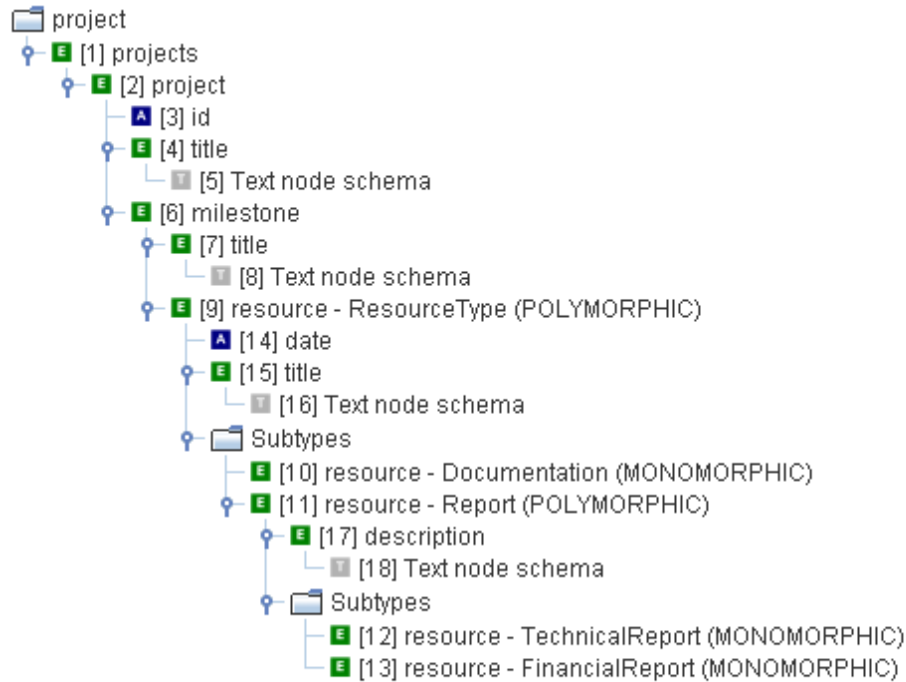 project
E [1] projects
E [2] project
A [3] id
E [4] title
T [5] Text node schema
E [6] milestone
E [7] title
T [8] Text node schema
E [9] resource - ResourceType (POLYMORPHIC)
A [14] date
E [15] title
T [16] Text node schema
Subtypes
E [10] resource - Documentation (MONOMORPHIC)
E [11] resource - Report (POLYMORPHIC)
E [17] description
T [18] Text node schema
Subtypes
E [12] resource - TechnicalReport (MONOMORPHIC)
E [13] resource - FinancialReport (MONOMORPHIC)